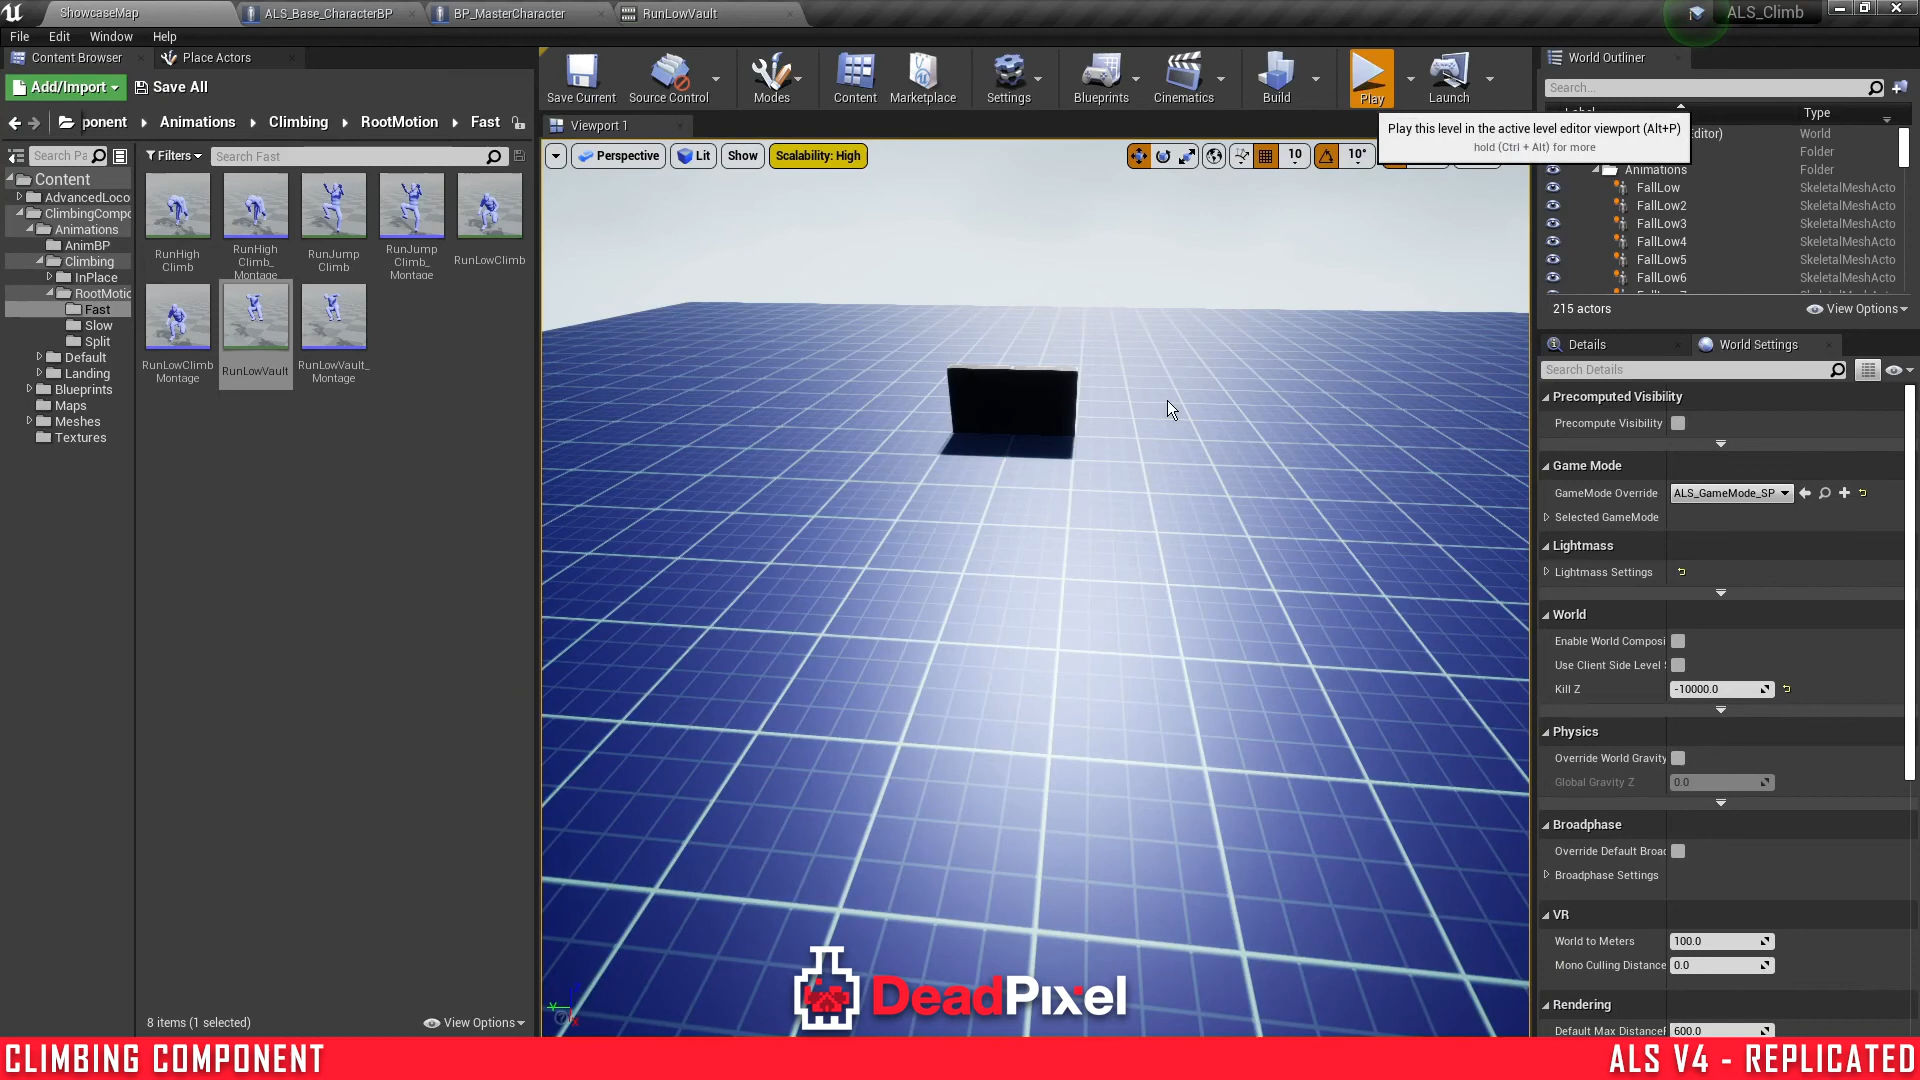 ShowcaseMap
ALS_Base_CharacterBP
BP_MasterCharacter
RunLowVault
ALS_Climb
File
Edit
Window
Help
Content Browser
Place Actors
Add/Import
Save All
ponent
Animations
Climbing
RootMotion
Fast
Search Pa
Filters
Search Fast
Content
AdvancedLoco
ClimbingCompo
Animations
AnimBP
Climbing
InPlace
RootMotio
Fast
Slow
Split
Default
Landing
Blueprints
Maps
Meshes
Textures
RunHigh
Climb
RunHigh
Climb_
Montage
RunJump
Climb
RunJump
Climb_
Montage
RunLowClimb
RunLowClimb
Montage
RunLowVault
RunLowVault_
Montage
8 items (1 selected)
View Options
Save Current
Source Control
Modes
Content
Marketplace
Settings
Blueprints
Cinematics
Build
Play
Launch
Viewport 1
Perspective
Lit
Show
Scalability: High
10
10°
Play this level in the active level editor viewport (Alt+P)
hold (Ctrl + Alt) for more
DeadPixel
World Outliner
Search...
Type
Editor)
World
Folder
Animations
Folder
FallLow
SkeletalMeshActo
FallLow2
SkeletalMeshActo
FallLow3
SkeletalMeshActo
FallLow4
SkeletalMeshActo
FallLow5
SkeletalMeshActo
FallLow6
SkeletalMeshActo
215 actors
View Options
Details
World Settings
Search Details
Precomputed Visibility
Precompute Visibility
Game Mode
GameMode Override
ALS_GameMode_SP
Selected GameMode
Lightmass
Lightmass Settings
World
Enable World Composi
Use Client Side Level
Kill Z
-10000.0
Physics
Override World Gravity
Global Gravity Z
0.0
Broadphase
Override Default Broad
Broadphase Settings
VR
World to Meters
100.0
Mono Culling Distance
0.0
Rendering
Default Max DistanceF
600.0
CLIMBING COMPONENT
ALS V4 - REPLICATED